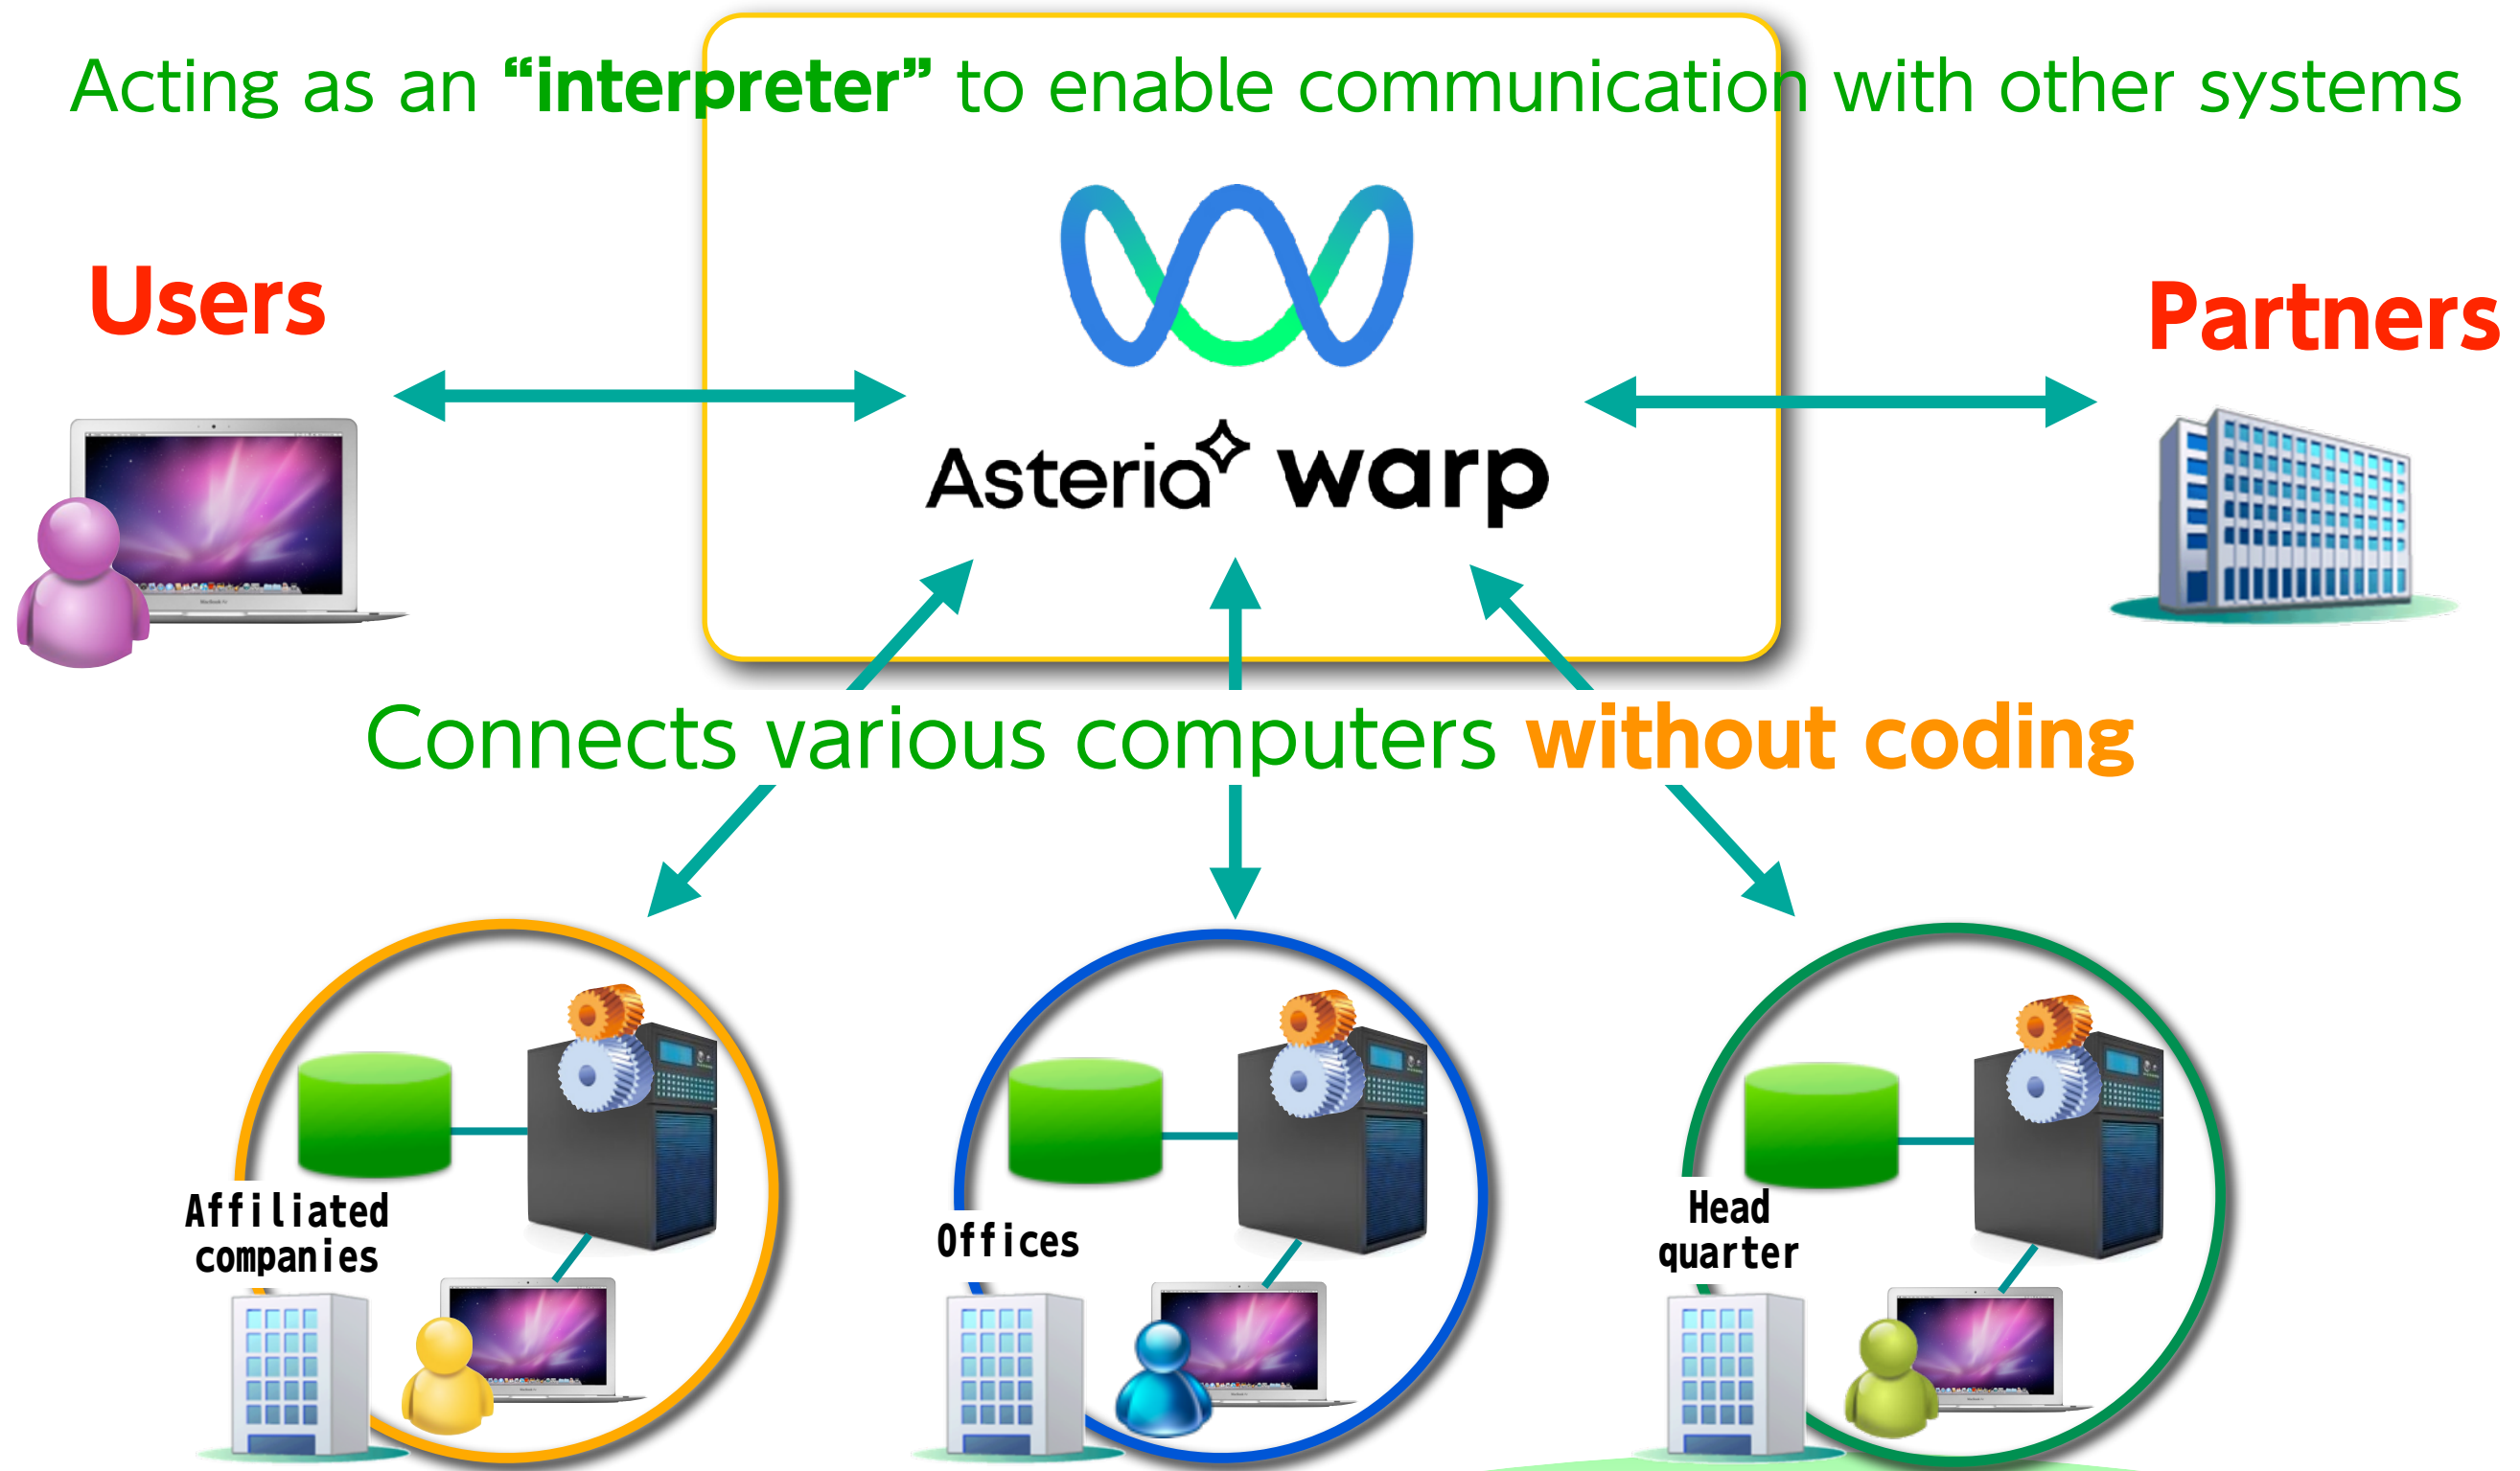 Acting as an “interpreter” to enable communication with other systems
Users
Partners
Asteria warp
Connects various computers without coding
Affiliated
companies
Offices
Head
quarter